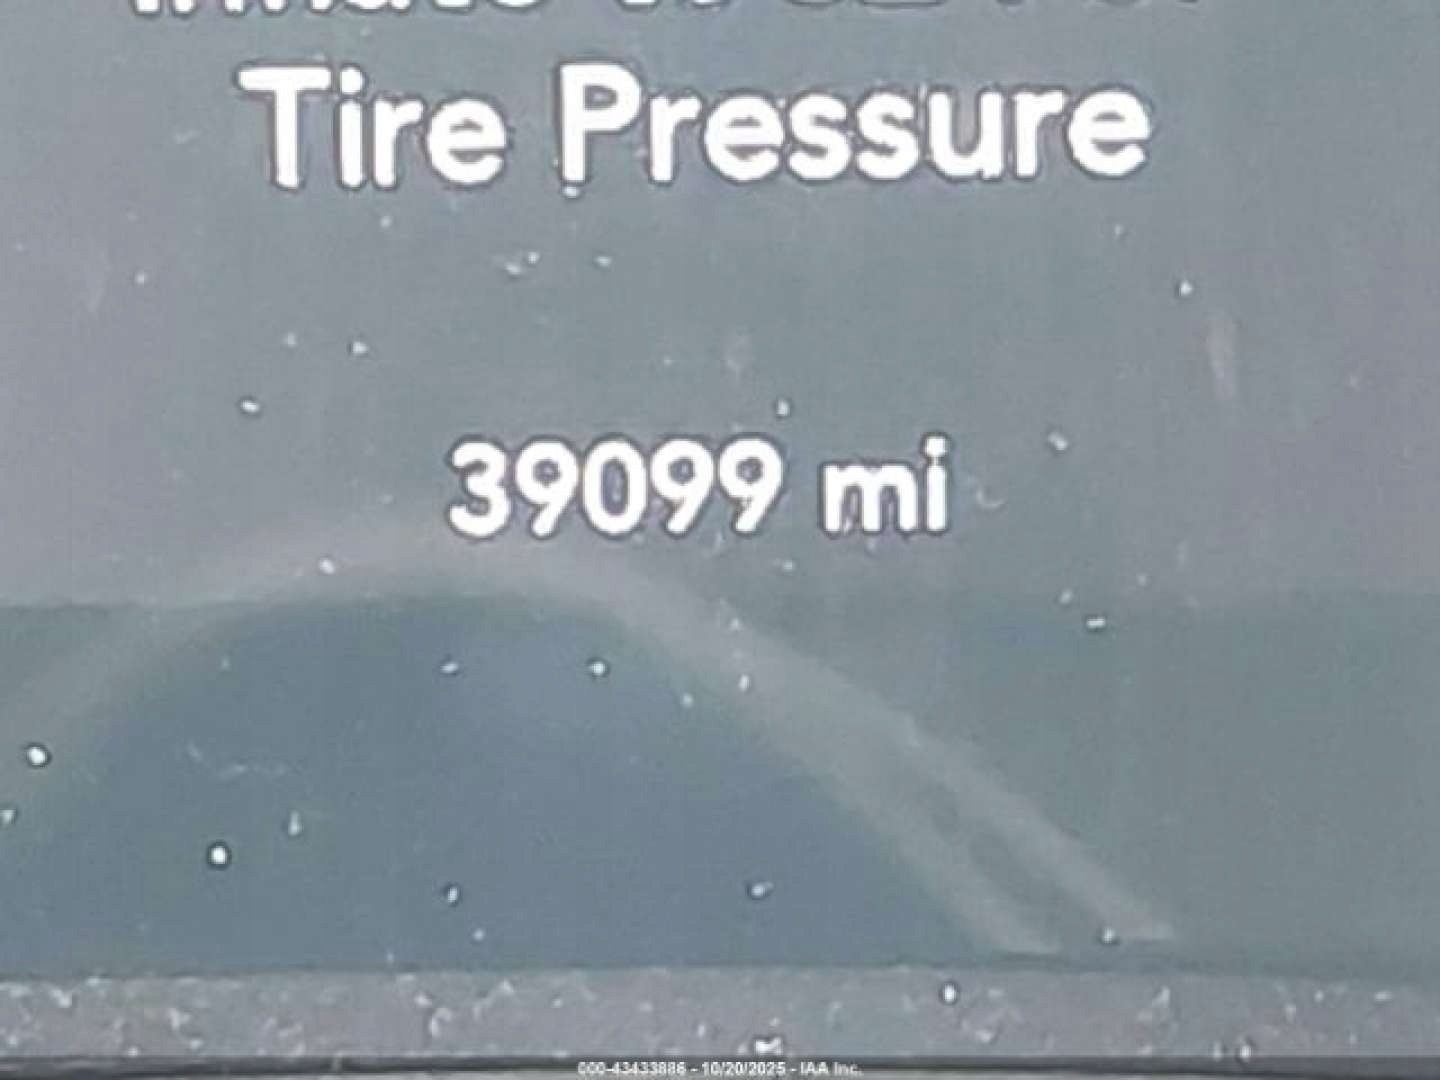 Tire Pressure
39099 mi
000-43433886 - 10/20/2025 - IAA Inc.